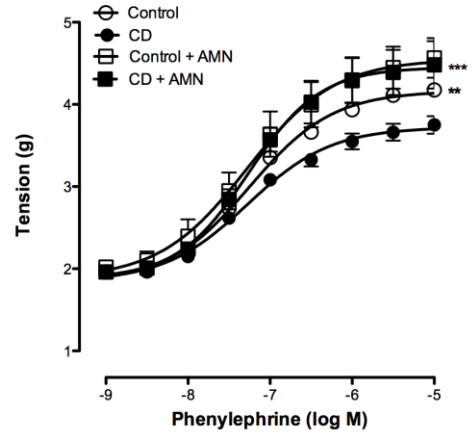 Control
CD
Control + AMN
CD + AMN
5
4
3
2
1
Tension (g)
***
**
-9 -8 -7 -6 -5
Phenylephrine (log M)